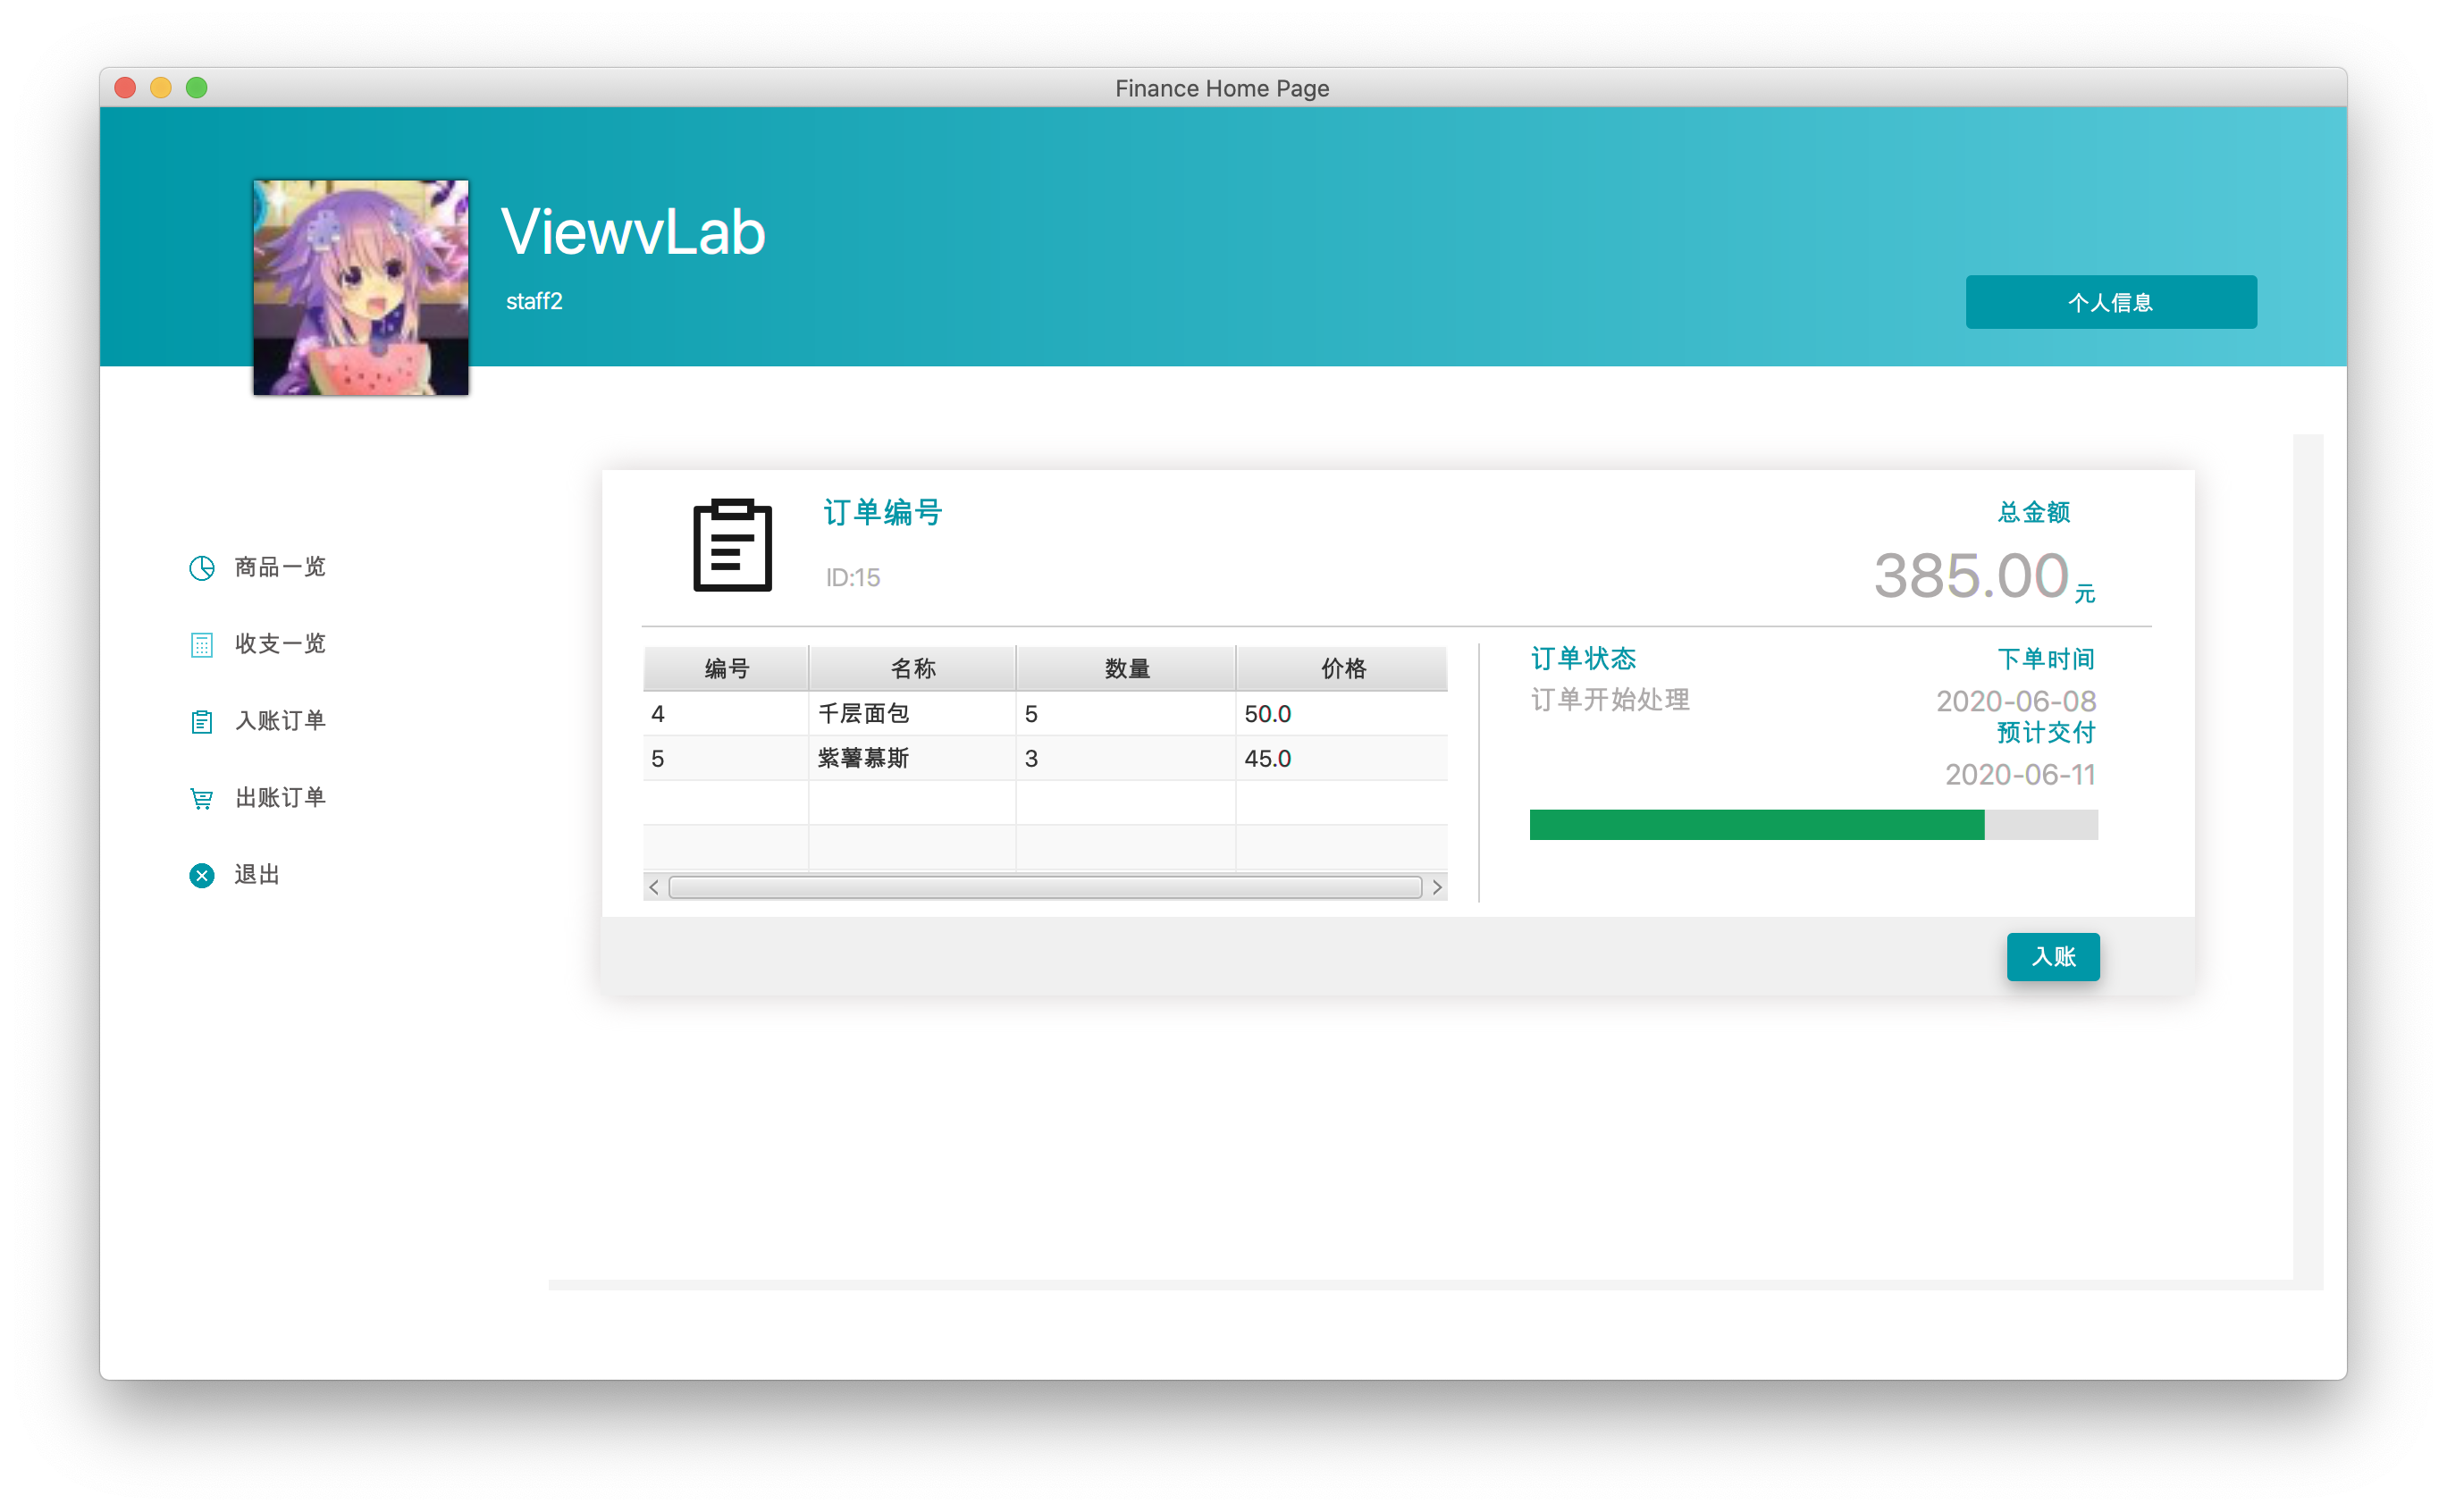 Finance Home Page
ViewvLab
staff2
个人信息
商品一览
收支一览
入账订单
出账订单
退出
订单编号
ID:15
总金额
385.00 元
编号 名称 数量 价格
4 千层面包 5 50.0
5 紫薯慕斯 3 45.0
订单状态
订单开始处理
下单时间
2020-06-08
预计交付
2020-06-11
入账